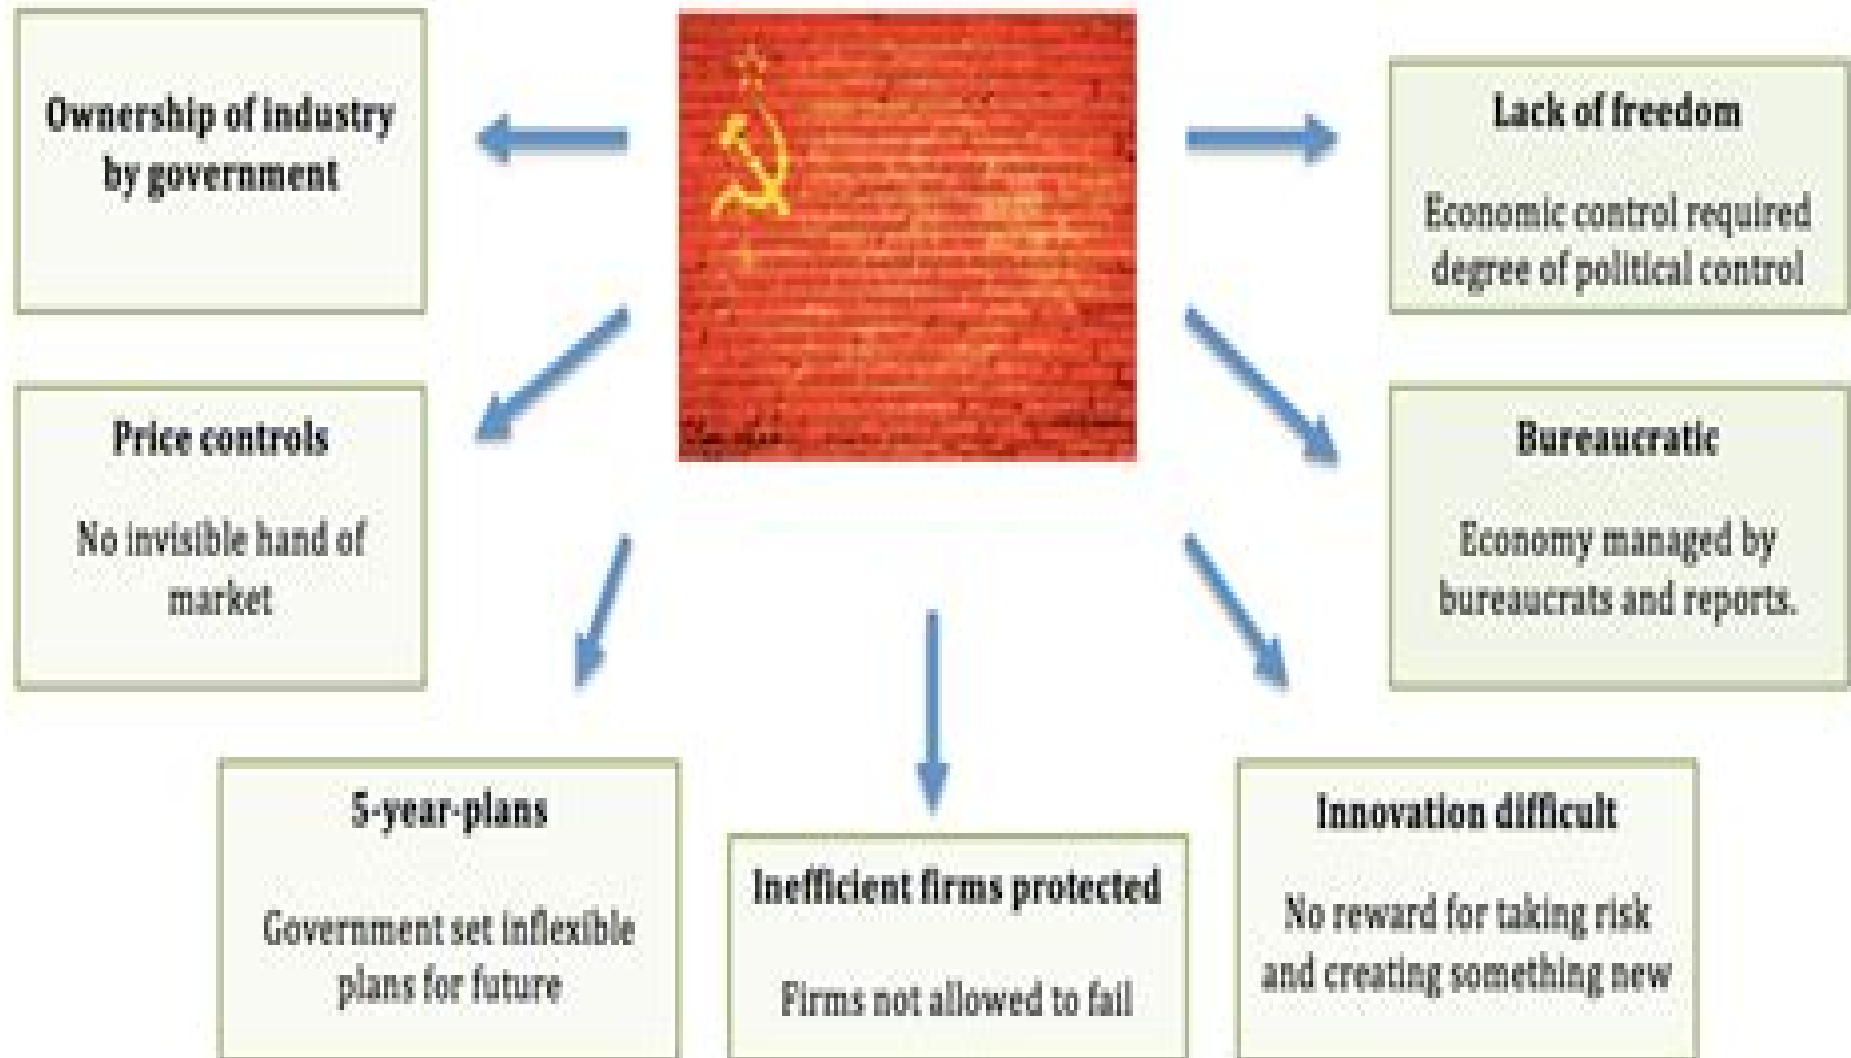 Ownership of industry
by government
Price controls
No invisible hand of
market
5-year-plans
Government set inflexible
plans for future
Inefficient firms protected
Firms not allowed to fail
Innovation difficult
No reward for taking risk
and creating something new
Bureaucratic
Economy managed by
bureaucrats and reports.
Lack of freedom
Economic control required
degree of political control